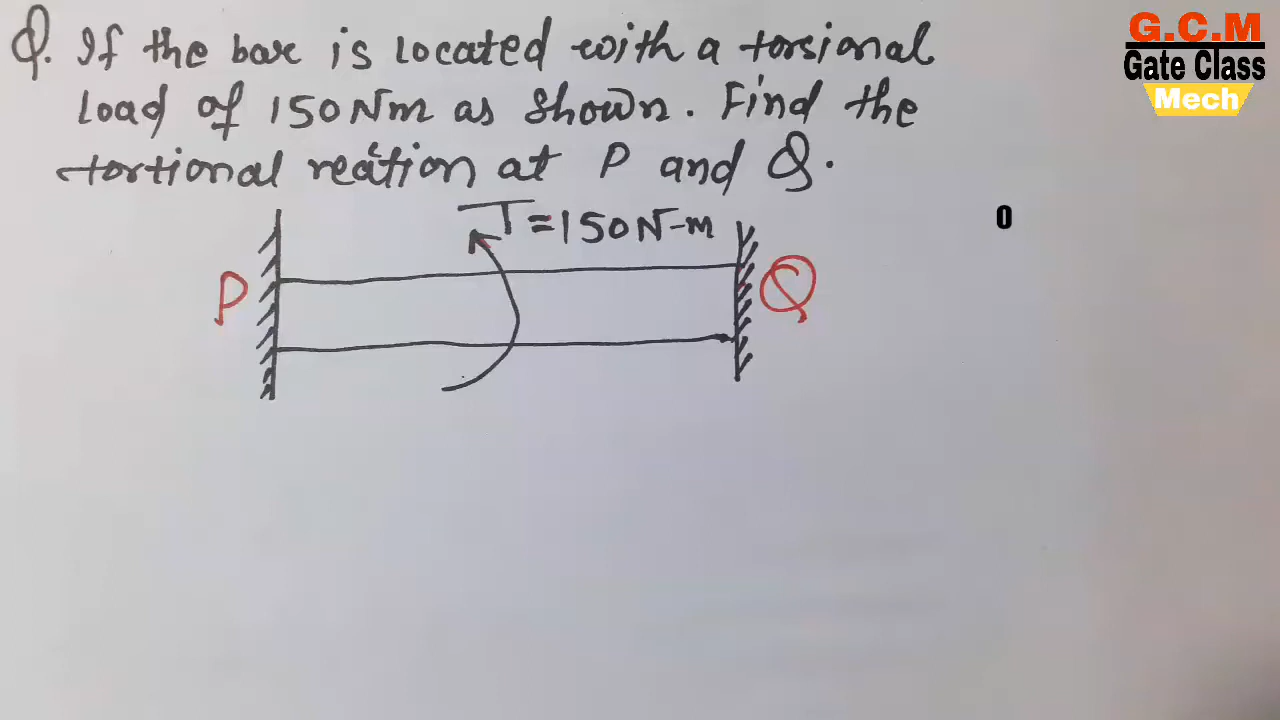 Q. If the bar is located with a torsional
Load of 150Nm as shown. Find the
tortional reaction at P and Q.
T=150N-m
P
Q
G.C.M
Gate Class
Mech
0